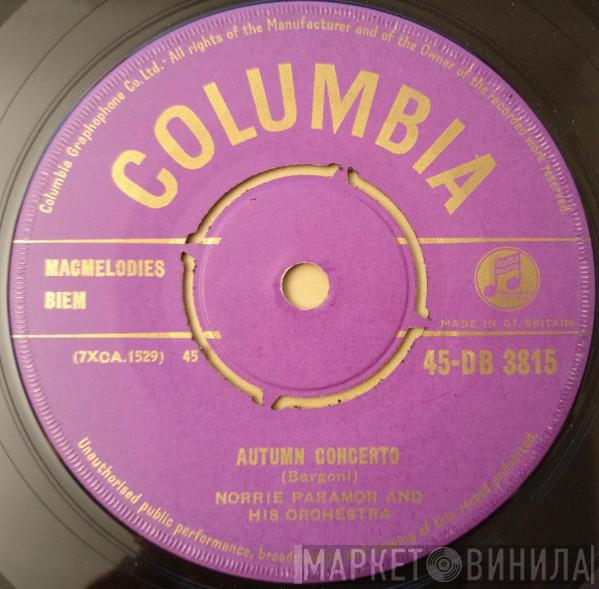 Columbia Graphophone Co. Ltd. · All rights of the Manufacturer and of the Owner of the recorded work reserved.
COLUMBIA
MAGMELODIES
BIEM
MADE IN GT. BRITAIN
(7XCA.1529) 45
45-DB 3815
AUTUMN CONCERTO
(Bargoni)
NORRIE PARAMOR AND
HIS ORCHESTRA
Unauthorised public performance, broadcasting of this record prohibited.
МАРКЕТ ВИНИЛА